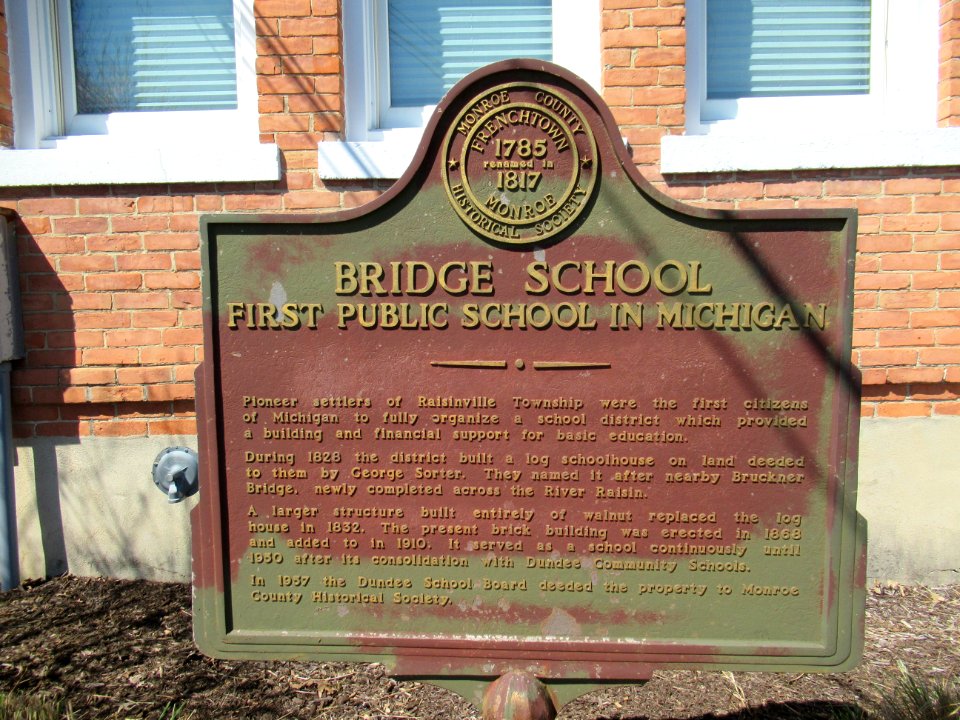 MONROE COUNTY
FRENCHTOWN
1785
renamed in
1817
MONROE
HISTORICAL SOCIETY
BRIDGE SCHOOL
FIRST PUBLIC SCHOOL IN MICHIGAN
Pioneer settlers of Raisinville Township were the first citizens
of Michigan to fully organize a school district which provided
a building and financial support for basic education.
During 1828 the district built a log schoolhouse on land deeded
to them by George Sorter. They named it after nearby Bruckner
Bridge, newly completed across the River Raisin.
A larger structure built entirely of walnut replaced the log
house in 1832. The present brick building was erected in 1868
and added to in 1910. It served as a school continuously until
1950 after its consolidation with Dundee Community Schools.
In 1957 the Dundee School Board deeded the property to Monroe
County Historical Society.